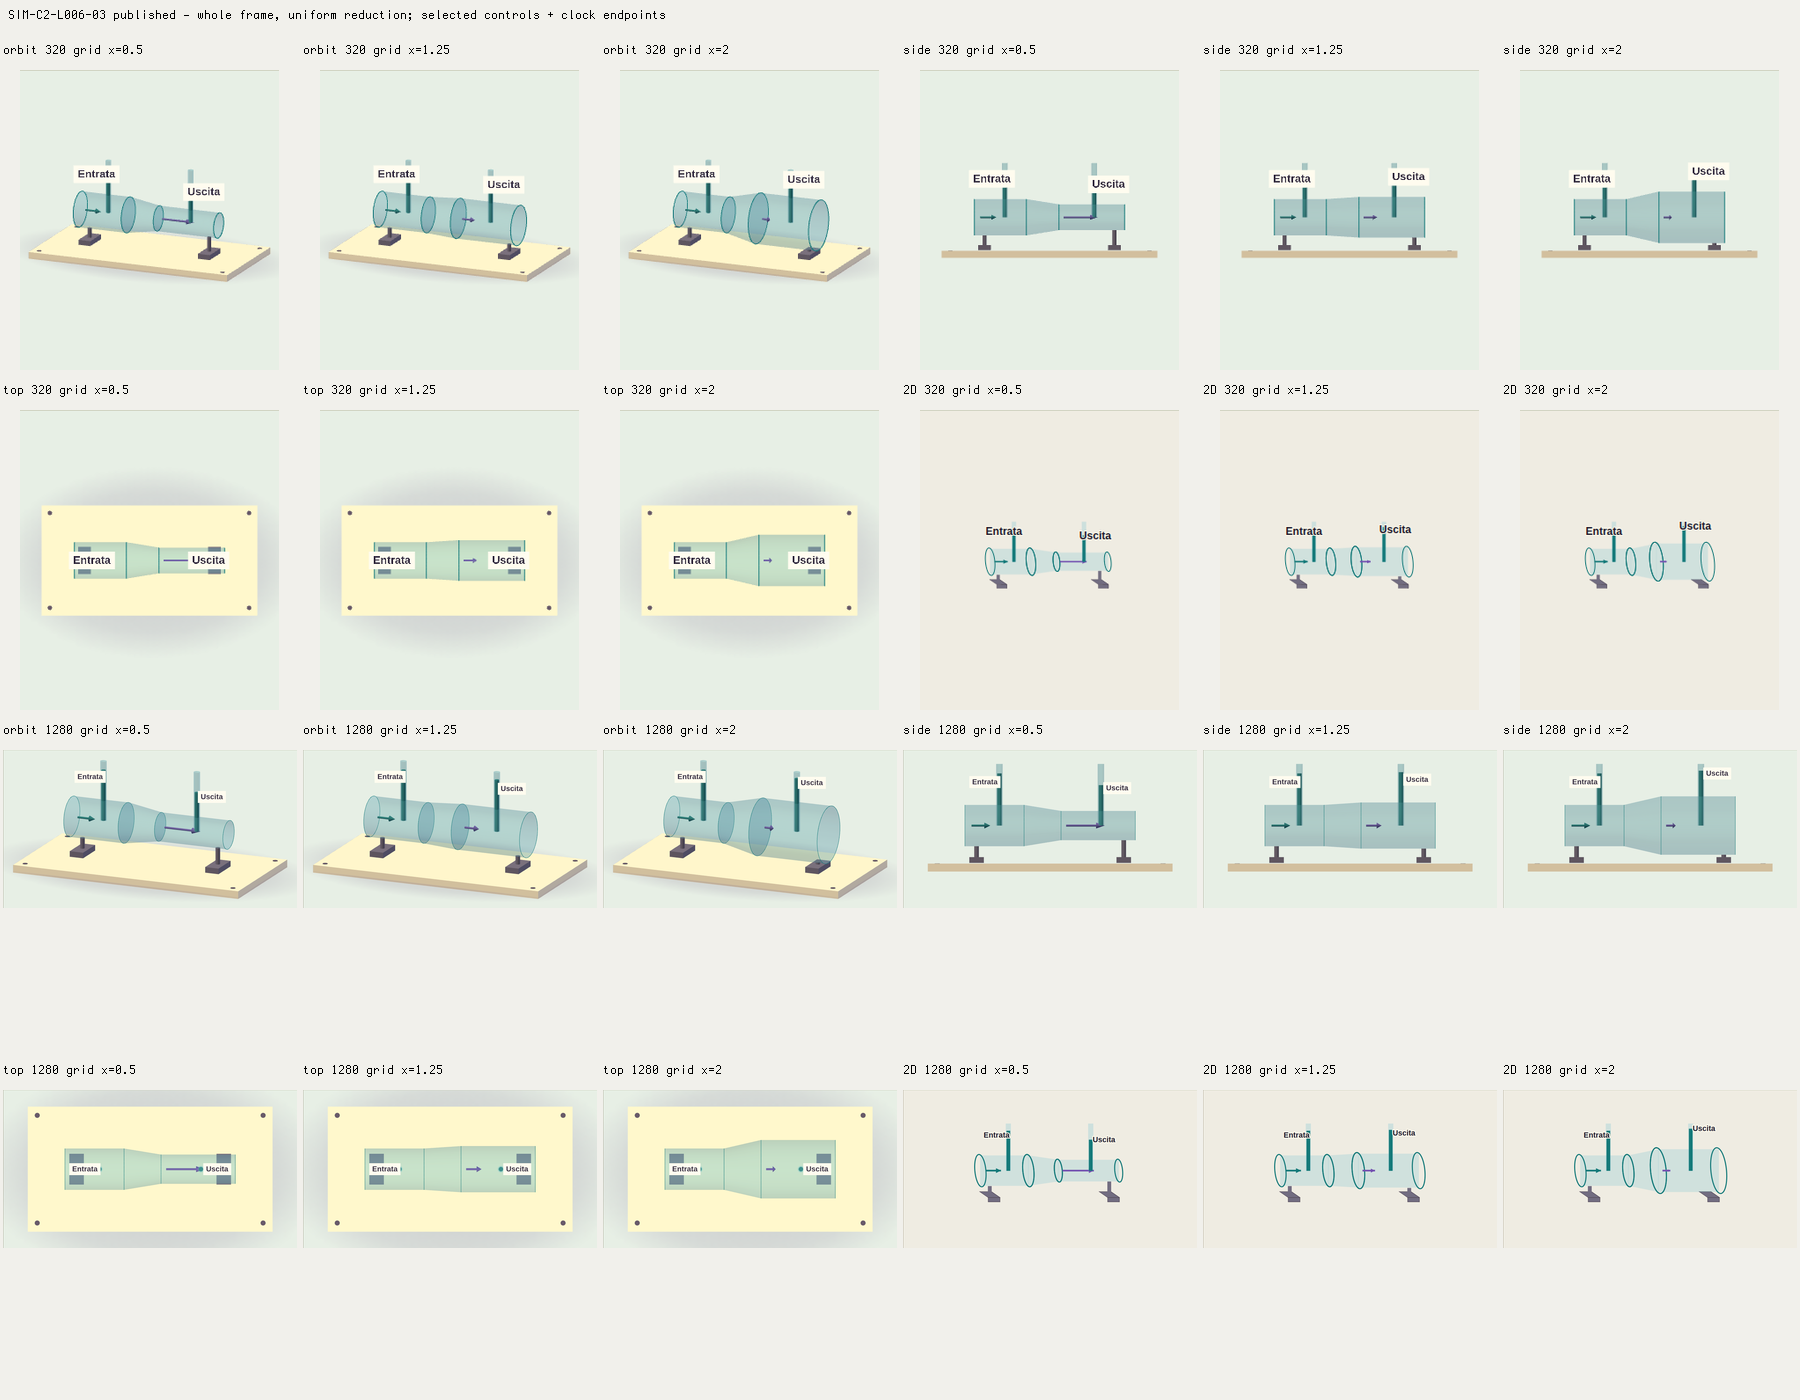 SIM-C2-L006-03 published – whole frame, uniform reduction; selected controls + clock endpoints
orbit 320 grid x=0.5
orbit 320 grid x=1.25
orbit 320 grid x=2
side 320 grid x=0.5
side 320 grid x=1.25
side 320 grid x=2
Entrata
Uscita
Entrata
Uscita
Entrata
Uscita
Entrata
Uscita
Entrata
Uscita
Entrata
Uscita
top 320 grid x=0.5
top 320 grid x=1.25
top 320 grid x=2
2D 320 grid x=0.5
2D 320 grid x=1.25
2D 320 grid x=2
Entrata
Uscita
Entrata
Uscita
Entrata
Uscita
Entrata
Uscita
Entrata
Uscita
Entrata
Uscita
orbit 1280 grid x=0.5
orbit 1280 grid x=1.25
orbit 1280 grid x=2
side 1280 grid x=0.5
side 1280 grid x=1.25
side 1280 grid x=2
Entrata
Uscita
Entrata
Uscita
Entrata
Uscita
Entrata
Uscita
Entrata
Uscita
Entrata
Uscita
top 1280 grid x=0.5
top 1280 grid x=1.25
top 1280 grid x=2
2D 1280 grid x=0.5
2D 1280 grid x=1.25
2D 1280 grid x=2
Entrata
Uscita
Entrata
Uscita
Entrata
Uscita
Entrata
Uscita
Entrata
Uscita
Entrata
Uscita